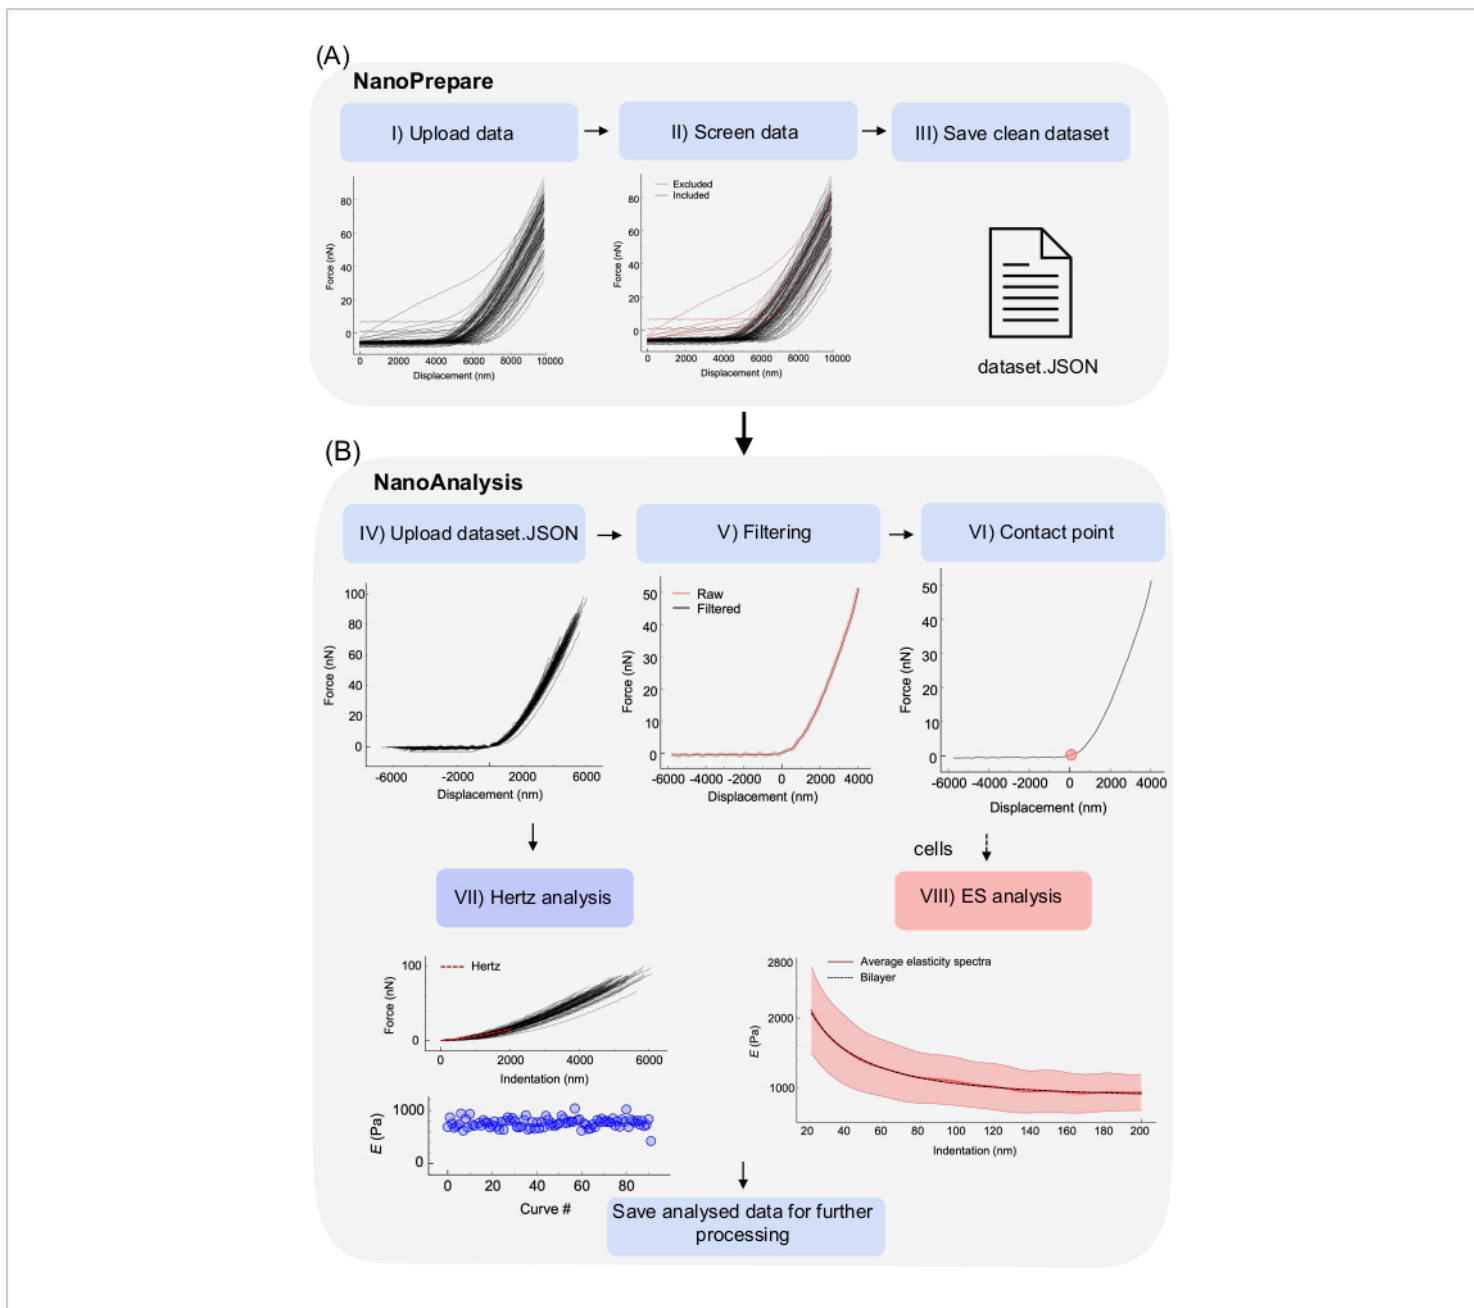 (A)
NanoPrepare
I) Upload data
II) Screen data
III) Save clean dataset
Force (nN)
80
60
40
20
0
0 2000 4000 6000 8000 10000
Displacement (nm)
Excluded
Included
Force (nN)
80
60
40
20
0
0 2000 4000 6000 8000 10000
Displacement (nm)
dataset.JSON
(B)
NanoAnalysis
IV) Upload dataset.JSON
V) Filtering
VI) Contact point
Force (nN)
100
80
60
40
20
0
-6000 -2000 2000 6000
Displacement (nm)
Raw
Filtered
Force (nN)
50
40
30
20
10
0
-6000 -4000 -2000 0 2000 4000
Displacement (nm)
Force (nN)
50
40
30
20
10
0
-6000 -4000 -2000 0 2000 4000
Displacement (nm)
cells
VII) Hertz analysis
VIII) ES analysis
Hertz
Force (nN)
100
0
0 2000 4000 6000
Indentation (nm)
E (Pa)
1000
0
0 20 40 60 80
Curve #
Average elasticity spectra
Bilayer
E (Pa)
2800
2000
1000
20 40 60 80 100 120 140 160 180 200
Indentation (nm)
Save analysed data for further
processing